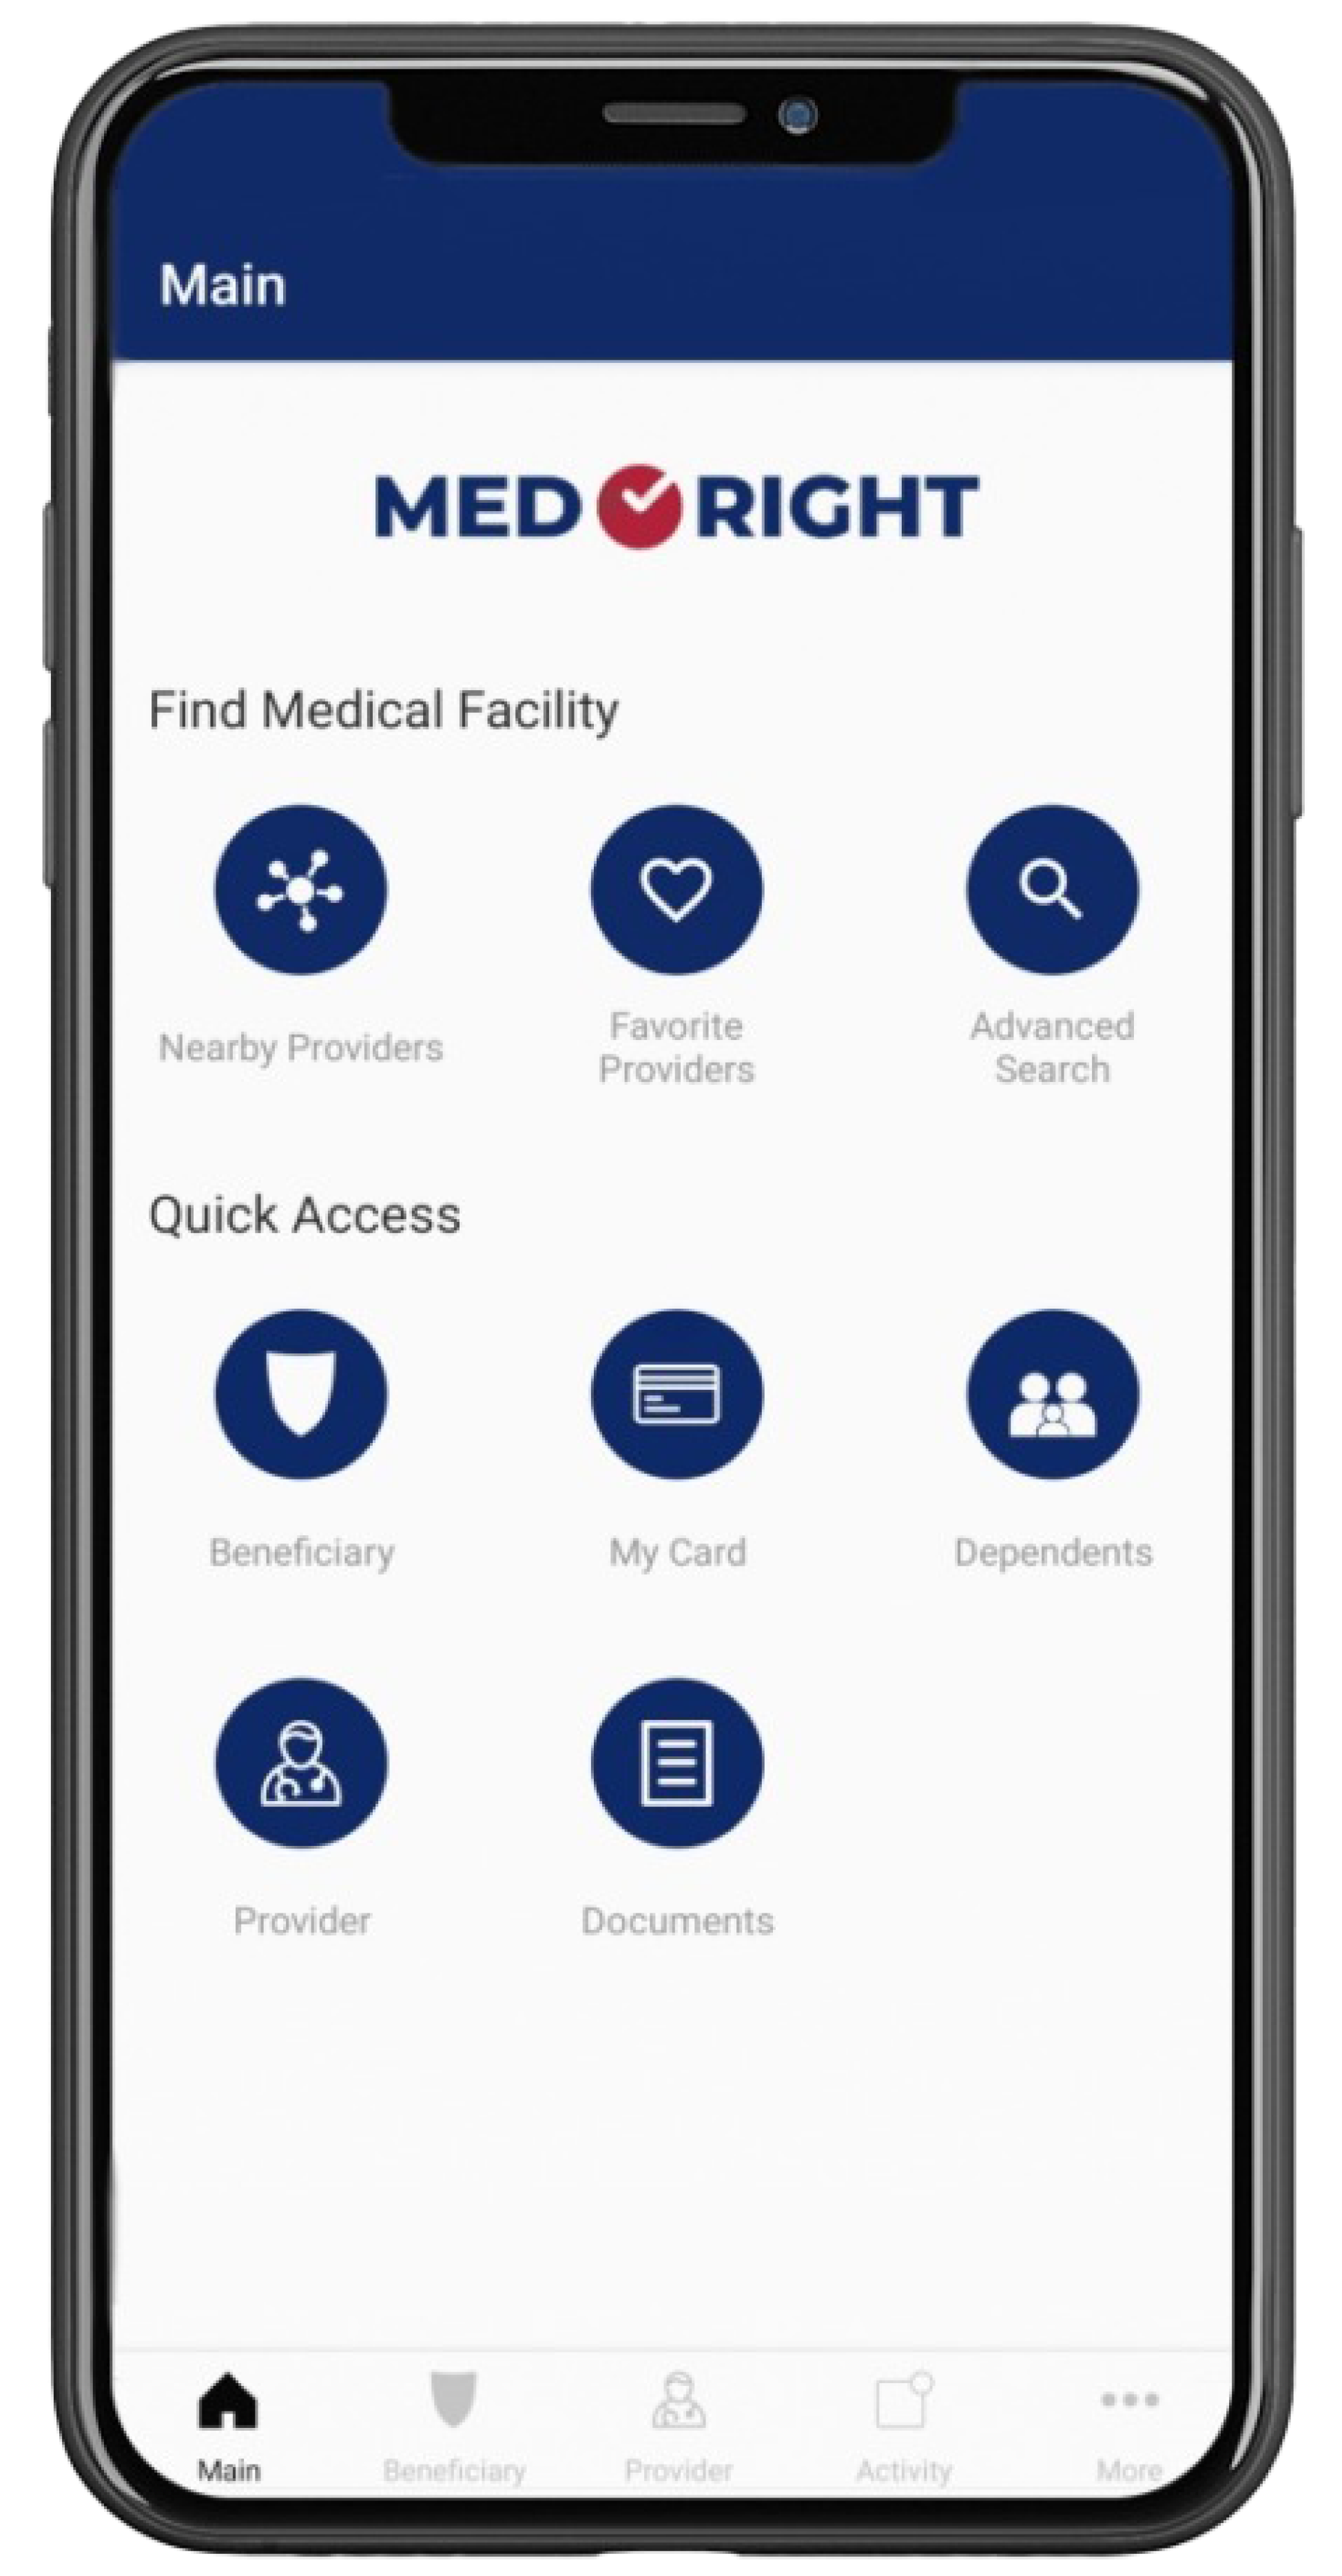 Main
MED RIGHT
Find Medical Facility
Nearby Providers
Favorite
Providers
Advanced
Search
Quick Access
Beneficiary
My Card
Dependents
Provider
Documents
Main
Beneficiary
Provider
Activity
More